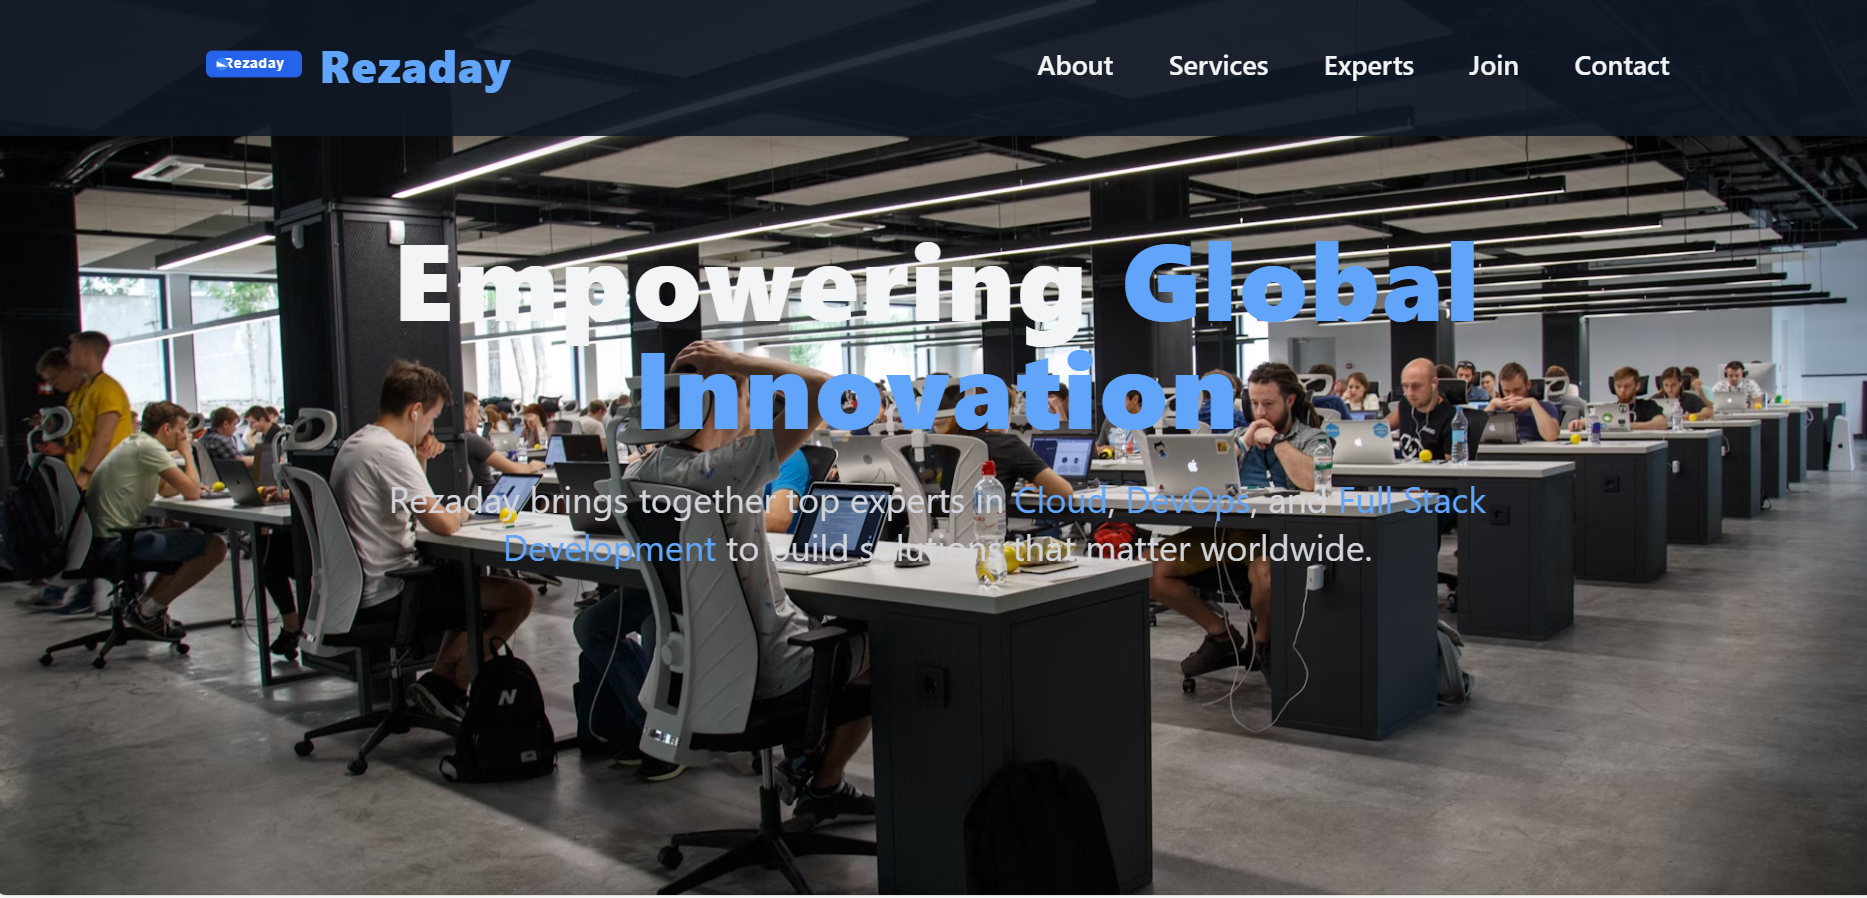 Rezaday
Rezaday
About
Services
Experts
Join
Contact
Empowering Global
Innovation
Rezaday brings together top experts in Cloud, DevOps, and Full Stack
Development to build solutions that matter worldwide.
N